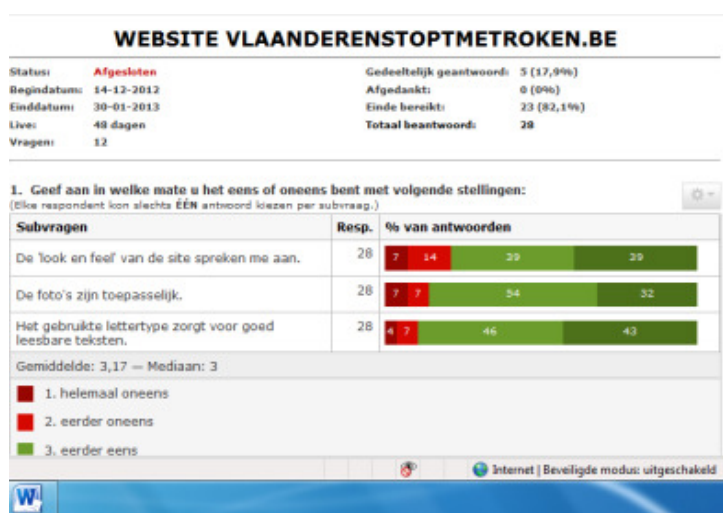 WEBSITE VLAANDERENSTOPTMETROKEN.BE
Status: Afgesloten Gedeeltelijk geantwoord: 5 (17,9%)
Begindatum: 14-12-2012 Afgedankt: 0 (0%)
Einddatum: 30-01-2013 Einde bereikt: 23 (82,1%)
Live: 48 dagen Totaal beantwoord: 28
Vragen: 12
1. Geef aan in welke mate u het eens of oneens bent met volgende stellingen:
(Elke respondent kon slechts ÉÉN antwoord kiezen per subvraag.)
Subvragen Resp. % van antwoorden
De 'look en feel' van de site spreken me aan. 28 7 14 39 39
De foto's zijn toepasselijk. 28 7 7 54 32
Het gebruikte lettertype zorgt voor goed 28 4 7 46 43
leesbare teksten.
Gemiddelde: 3,17 — Mediaan: 3
1. helemaal oneens
2. eerder oneens
3. eerder eens
Internet | Beveiligde modus: uitgeschakeld
W